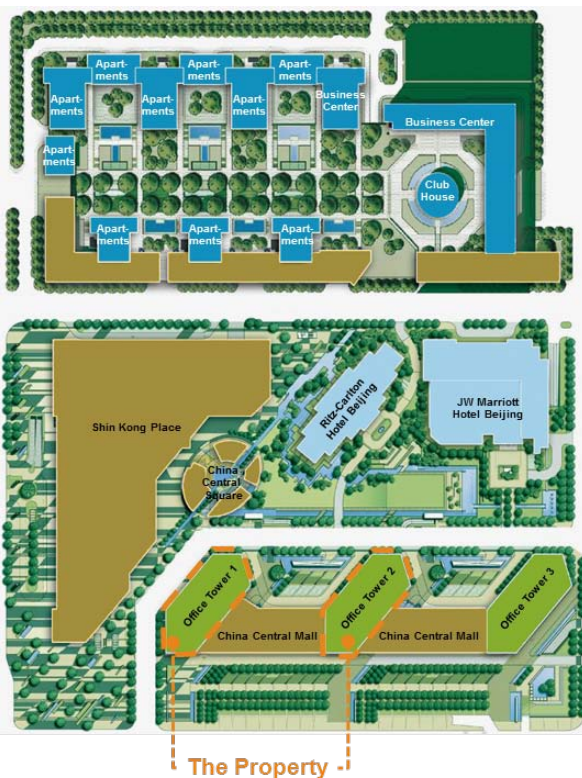 Apart-
ments
Apart-
ments
Apart-
ments
Apart-
ments
Apart-
ments
Apart-
ments
Business
Center
Business Center
Apart-
ments
Club
House
Apart-
ments
Apart-
ments
Apart-
ments
Shin Kong Place
Ritz-Carlton
Hotel Beijing
JW Marriott
Hotel Beijing
China
Central
Square
Office Tower 1
Office Tower 2
Office Tower 3
China Central Mall
China Central Mall
The Property